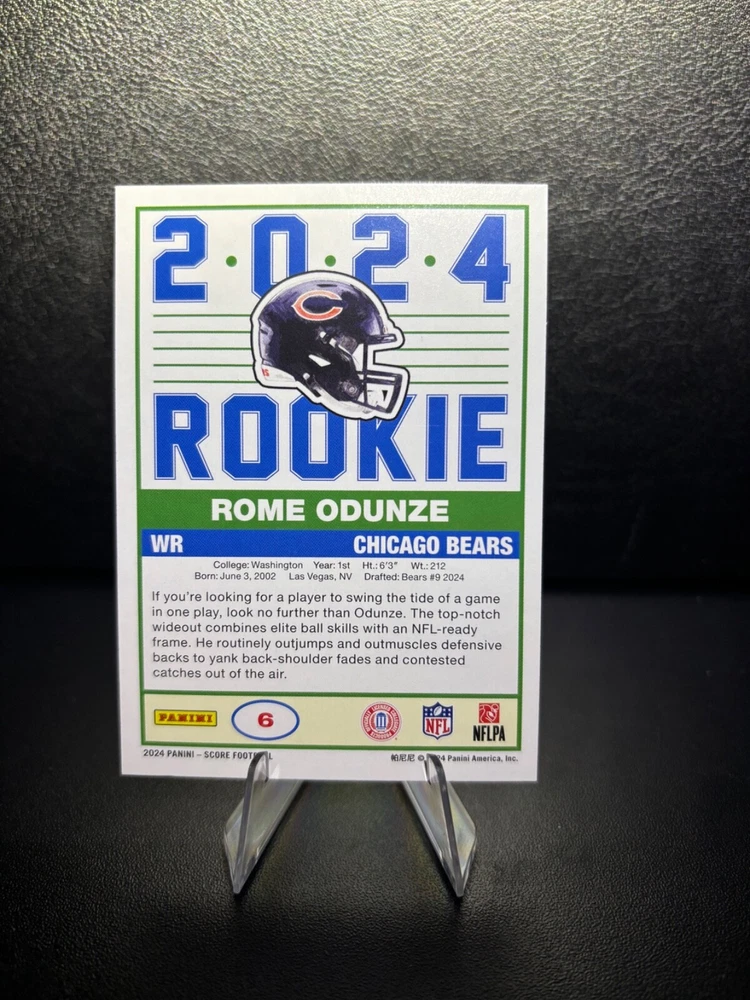 2·0·2·4
ROOKIE
ROME ODUNZE
WR CHICAGO BEARS
College: Washington Year: 1st Ht.: 6'3" Wt.: 212
Born: June 3, 2002 Las Vegas, NV Drafted: Bears #9 2024
If you're looking for a player to swing the tide of a game
in one play, look no further than Odunze. The top-notch
wideout combines elite ball skills with an NFL-ready
frame. He routinely outjumps and outmuscles defensive
backs to yank back-shoulder fades and contested
catches out of the air.
PANINI 6 NFL NFLPA
2024 PANINI – SCORE FOOTBALL 帕尼尼 © 2024 Panini America, Inc.